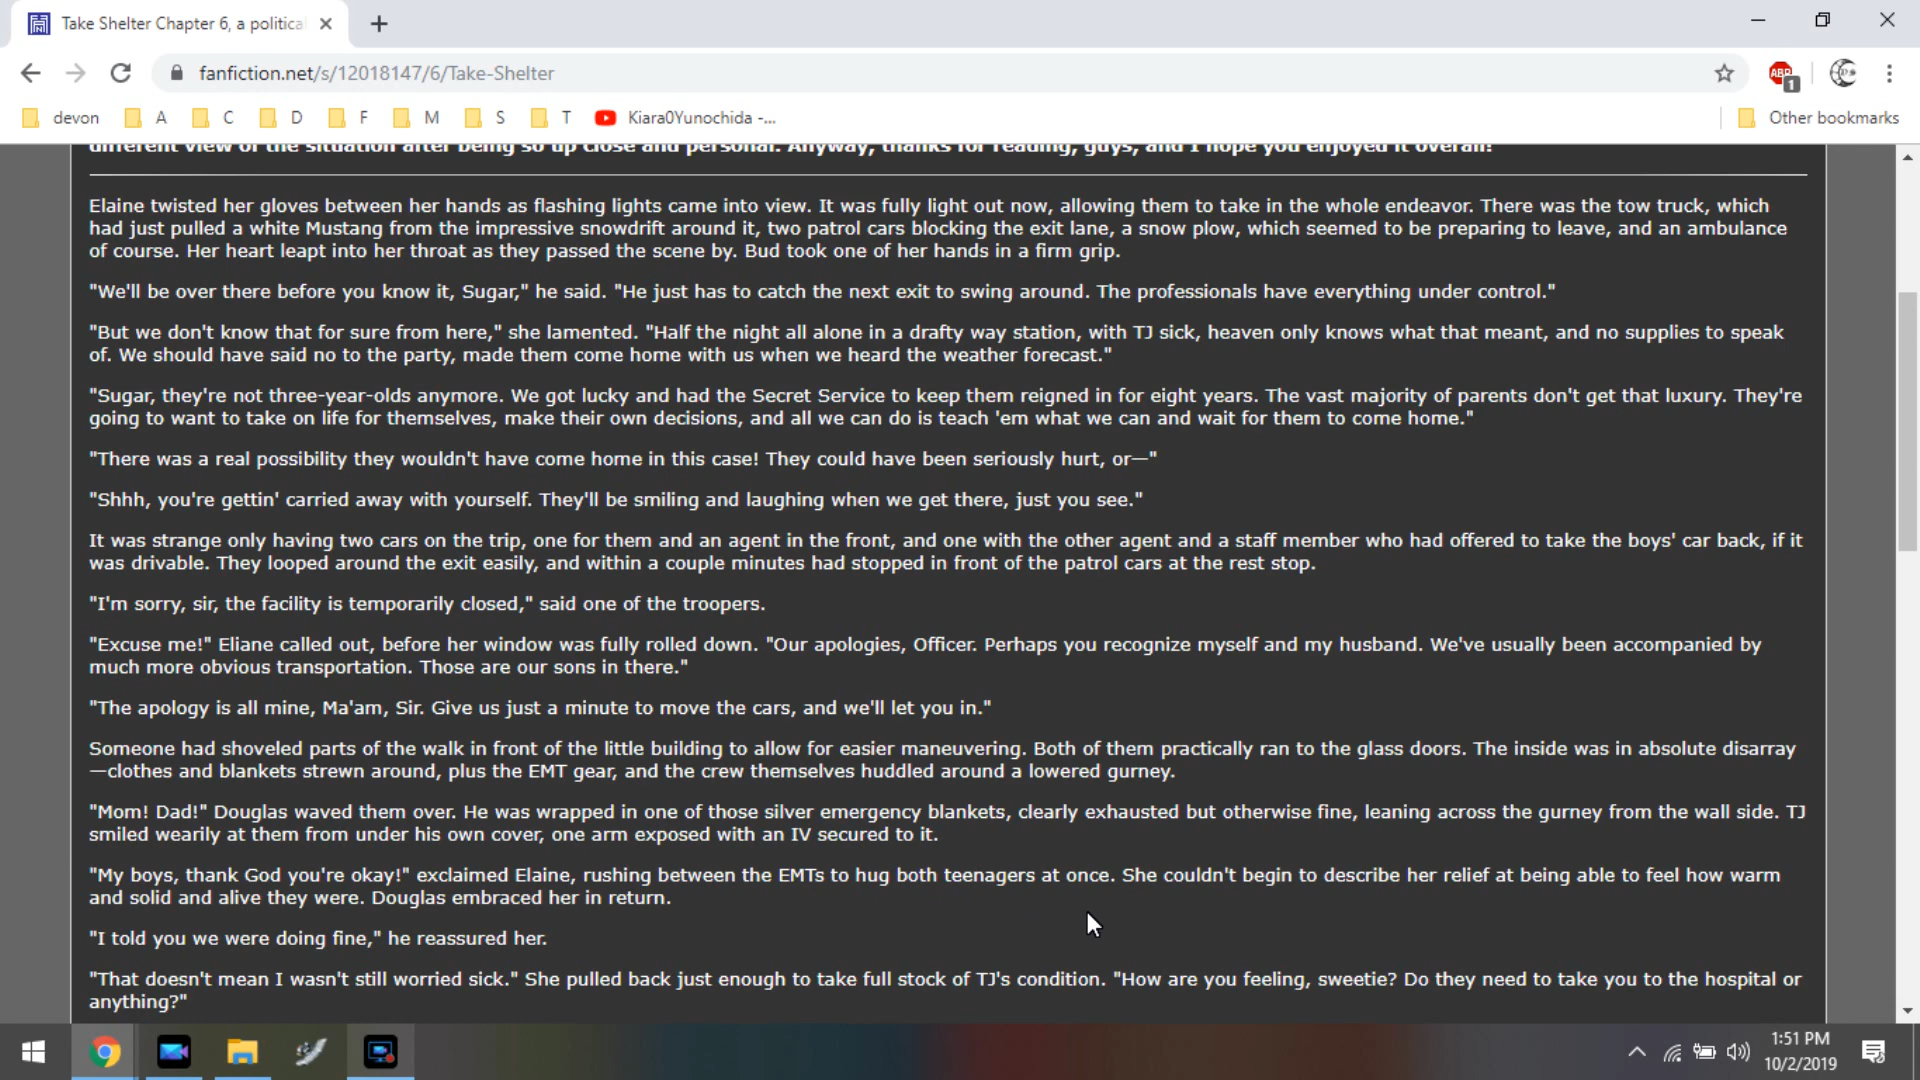 Take Shelter Chapter 6, a politica
fanfiction.net/s/12018147/6/Take-Shelter
ABP
1
devon
A
C
D
F
M
S
T
Kiara0Yunochida -...
Other bookmarks
different view of the situation after being so up close and personal. Anyway, thanks for reading, guys, and I hope you enjoyed it overall!
Elaine twisted her gloves between her hands as flashing lights came into view. It was fully light out now, allowing them to take in the whole endeavor. There was the tow truck, which
had just pulled a white Mustang from the impressive snowdrift around it, two patrol cars blocking the exit lane, a snow plow, which seemed to be preparing to leave, and an ambulance
of course. Her heart leapt into her throat as they passed the scene by. Bud took one of her hands in a firm grip.
"We'll be over there before you know it, Sugar," he said. "He just has to catch the next exit to swing around. The professionals have everything under control."
"But we don't know that for sure from here," she lamented. "Half the night all alone in a drafty way station, with TJ sick, heaven only knows what that meant, and no supplies to speak
of. We should have said no to the party, made them come home with us when we heard the weather forecast."
"Sugar, they're not three-year-olds anymore. We got lucky and had the Secret Service to keep them reigned in for eight years. The vast majority of parents don't get that luxury. They're
going to want to take on life for themselves, make their own decisions, and all we can do is teach 'em what we can and wait for them to come home."
"There was a real possibility they wouldn't have come home in this case! They could have been seriously hurt, or—"
"Shhh, you're gettin' carried away with yourself. They'll be smiling and laughing when we get there, just you see."
It was strange only having two cars on the trip, one for them and an agent in the front, and one with the other agent and a staff member who had offered to take the boys' car back, if it
was drivable. They looped around the exit easily, and within a couple minutes had stopped in front of the patrol cars at the rest stop.
"I'm sorry, sir, the facility is temporarily closed," said one of the troopers.
"Excuse me!" Eliane called out, before her window was fully rolled down. "Our apologies, Officer. Perhaps you recognize myself and my husband. We've usually been accompanied by
much more obvious transportation. Those are our sons in there."
"The apology is all mine, Ma'am, Sir. Give us just a minute to move the cars, and we'll let you in."
Someone had shoveled parts of the walk in front of the little building to allow for easier maneuvering. Both of them practically ran to the glass doors. The inside was in absolute disarray
—clothes and blankets strewn around, plus the EMT gear, and the crew themselves huddled around a lowered gurney.
"Mom! Dad!" Douglas waved them over. He was wrapped in one of those silver emergency blankets, clearly exhausted but otherwise fine, leaning across the gurney from the wall side. TJ
smiled wearily at them from under his own cover, one arm exposed with an IV secured to it.
"My boys, thank God you're okay!" exclaimed Elaine, rushing between the EMTs to hug both teenagers at once. She couldn't begin to describe her relief at being able to feel how warm
and solid and alive they were. Douglas embraced her in return.
"I told you we were doing fine," he reassured her.
"That doesn't mean I wasn't still worried sick." She pulled back just enough to take full stock of TJ's condition. "How are you feeling, sweetie? Do they need to take you to the hospital or
anything?"
1:51 PM
10/2/2019